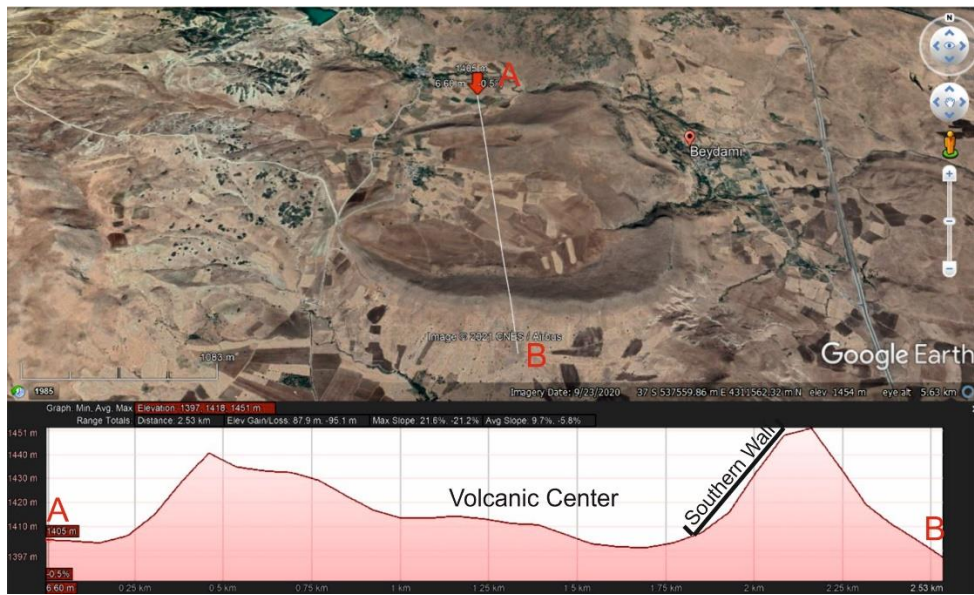 N
1405 m
A
6.60 m -0.5%
Beydami
Image © 2021 CNES / Airbus
B
1083 m
Google Earth
1985
Imagery Date: 9/23/2020 37 S 537559.86 m E 4311562.32 m N elev 1454 m eye alt 5.63 km
Graph: Min, Avg, Max Elevation: 1397, 1418, 1451 m
Range Totals: Distance: 2.53 km Elev Gain/Loss: 87.9 m, -95.1 m Max Slope: 21.6%, -21.2% Avg Slope: 9.7%, -5.8%
1451 m
1440 m
1430 m
1420 m
1410 m
1397 m
A
1405 m
-0.5%
Volcanic Center
Southern Wall
B
6.60 m 0.25 km 0.5 km 0.75 km 1 km 1.25 km 1.5 km 1.75 km 2 km 2.25 km 2.53 km